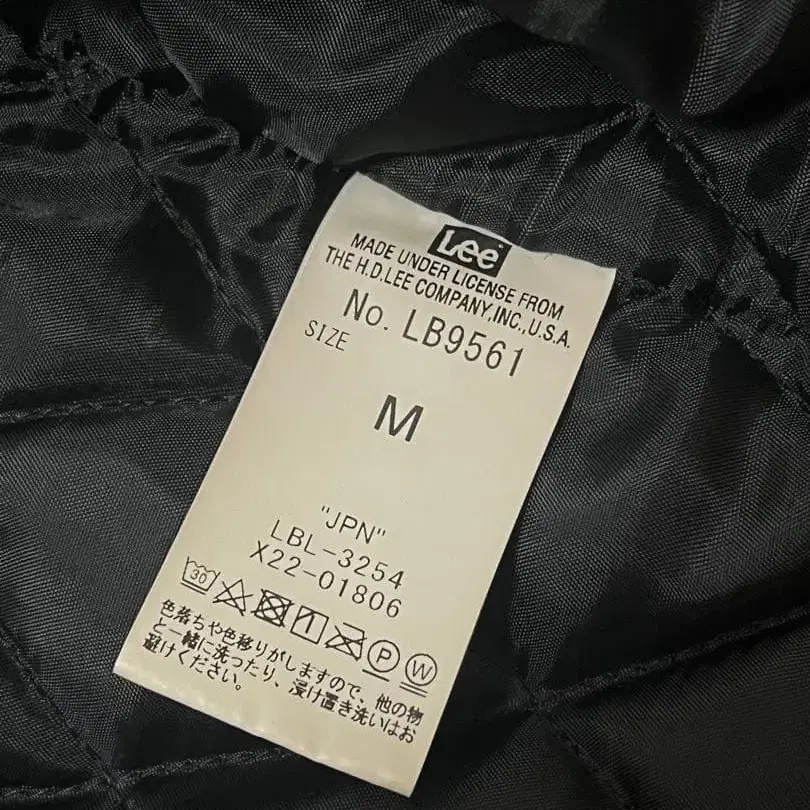 Lee
MADE UNDER LICENSE FROM
THE H.D.LEE COMPANY,INC.,U.S.A.
No. LB9561
SIZE
M
"JPN"
LBL-3254
X22-01806
30
P W
色落ちや色移りがしますので、他の物
と一緒に洗ったり、浸け置き洗いはお
避けください。